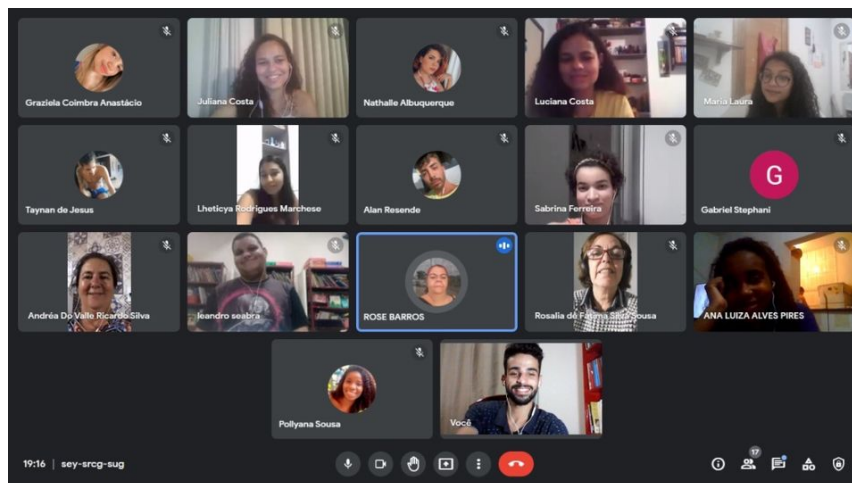 Graziela Coimbra Anastácio
Juliana Costa
Nathalle Albuquerque
Luciana Costa
Maria Laura
Taynan de Jesus
Lheticya Rodrigues Marchese
Alan Resende
Sabrina Ferreira
G
Gabriel Stephani
Andréa Do Valle Ricardo Silva
leandro seabra
ROSE BARROS
Rosalia de Fatima Silva Sousa
ANA LUIZA ALVES PIRES
Pollyana Sousa
Você
19:16 | sey-srcg-sug
17